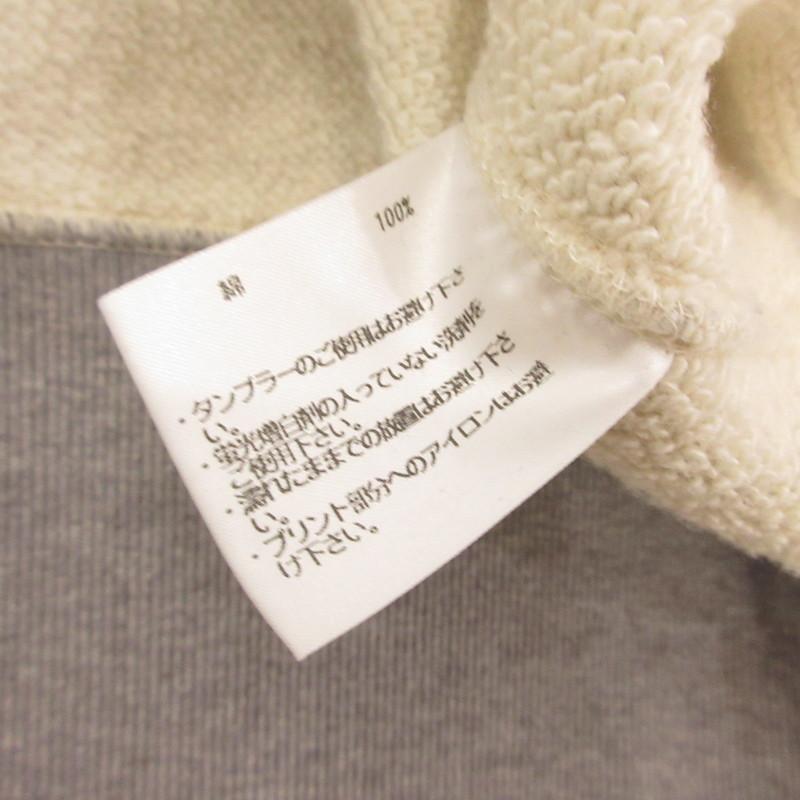 綿 100%
・タンブラーのご使用はお避け下さ
い。
・蛍光増白剤の入っていない洗剤を
ご使用下さい。
・濡れたままでの放置はお避け下さ
い。
・プリント部分へのアイロンはお避
け下さい。